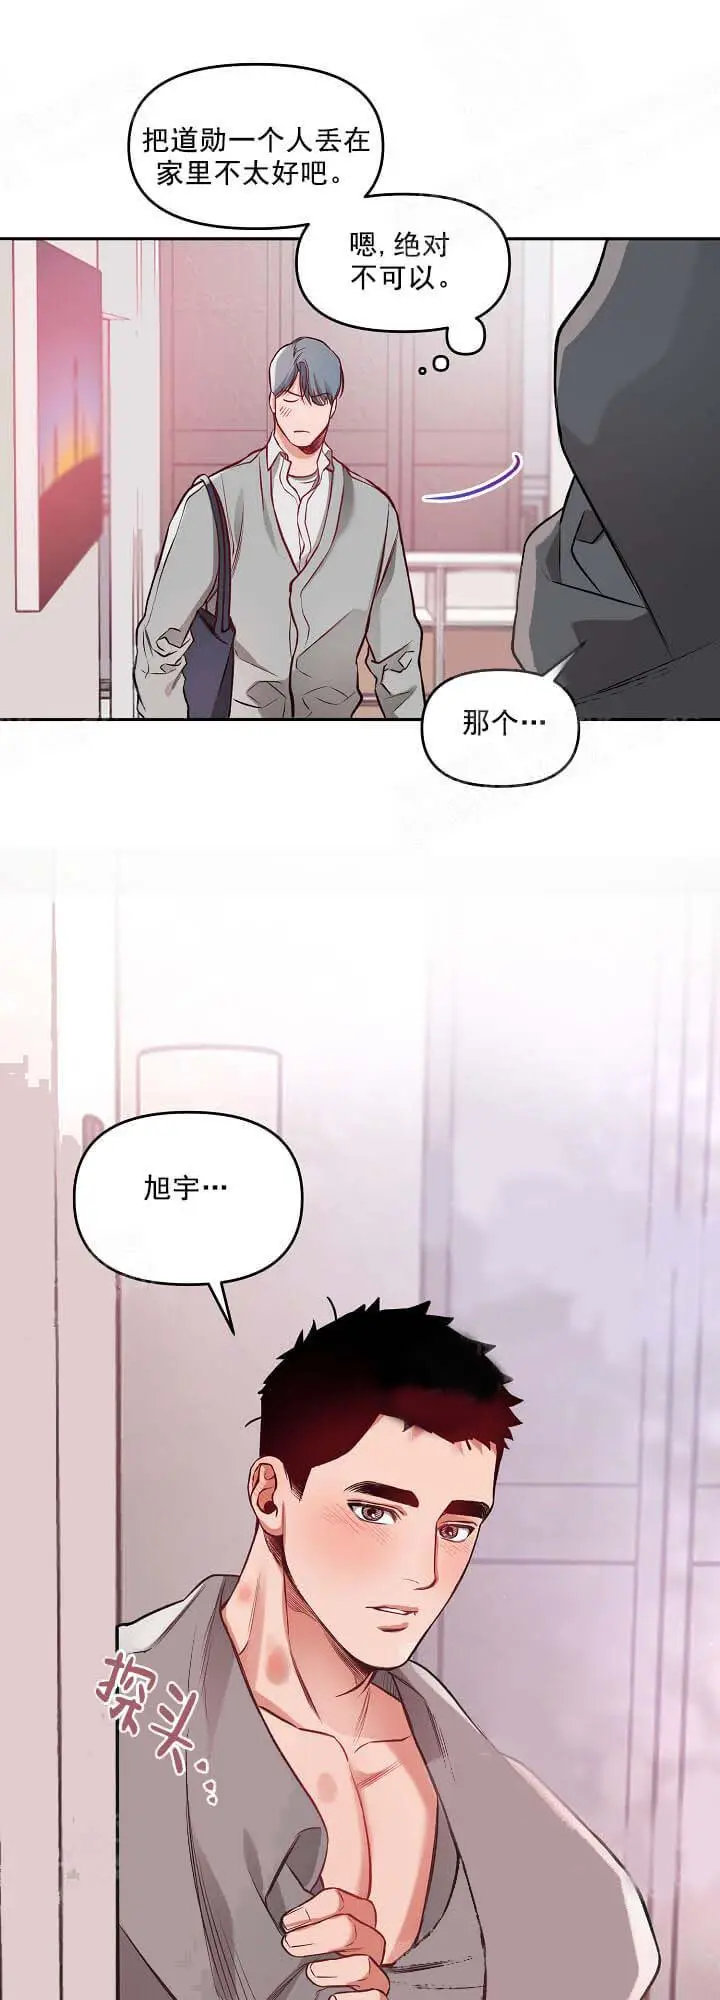 把道勋一个人丢在
家里不太好吧。
嗯,绝对
不可以。
那个…
旭宇…
探头